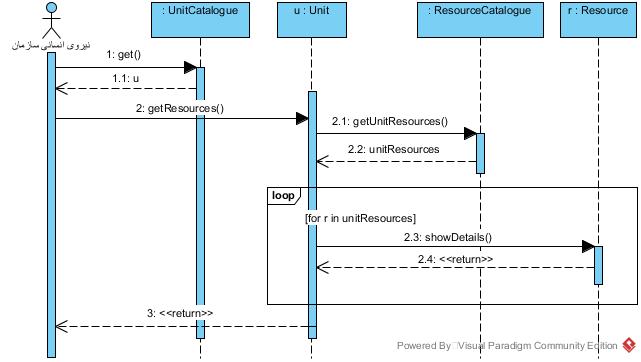 : UnitCatalogue
u : Unit
: ResourceCatalogue
r : Resource
نیروی انسانی سازمان
1: get()
1.1: u
2: getResources()
2.1: getUnitResources()
2.2: unitResources
loop
[for r in unitResources]
2.3: showDetails()
2.4: <<return>>
3: <<return>>
Powered By Visual Paradigm Community Edition